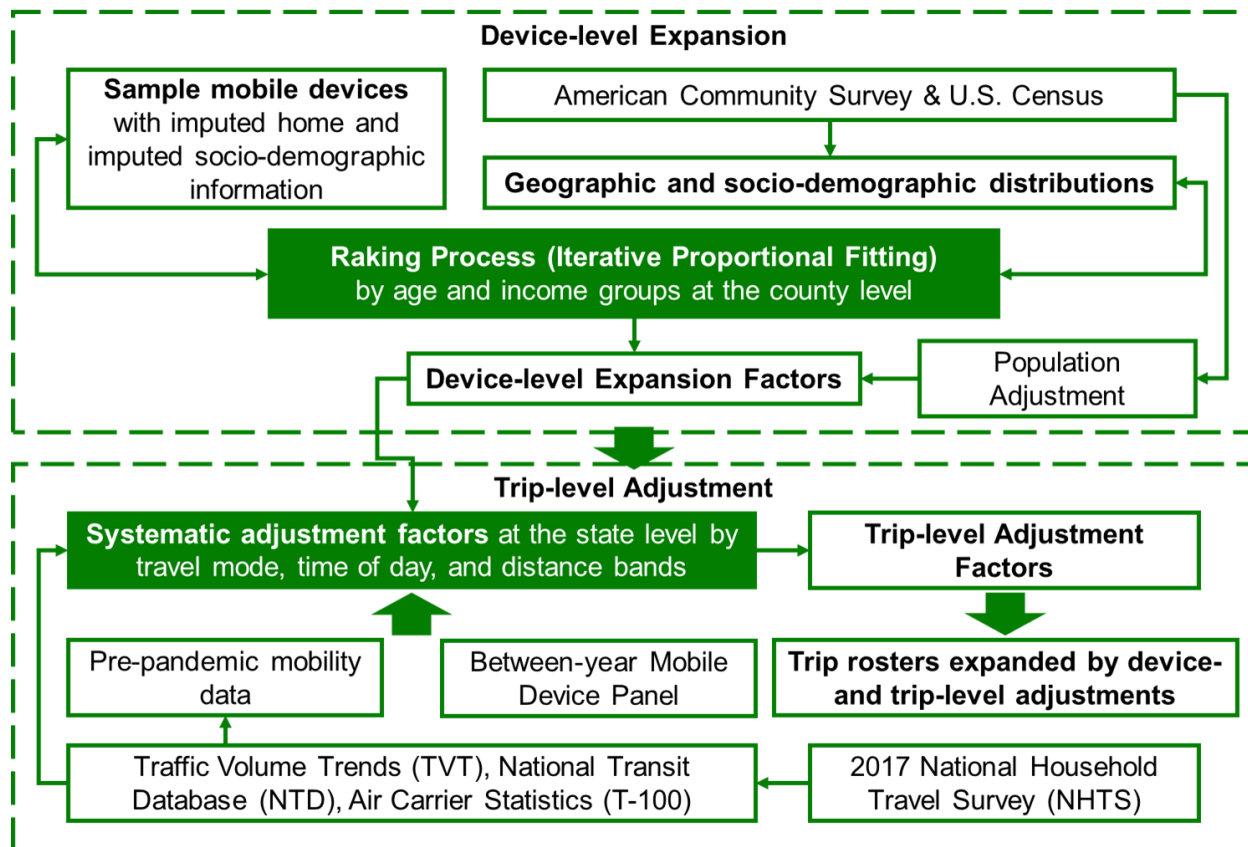 Device-level Expansion
Sample mobile devices
with imputed home and
imputed socio-demographic
information
American Community Survey & U.S. Census
Geographic and socio-demographic distributions
Raking Process (Iterative Proportional Fitting)
by age and income groups at the county level
Device-level Expansion Factors
Population
Adjustment
Trip-level Adjustment
Systematic adjustment factors at the state level by
travel mode, time of day, and distance bands
Trip-level Adjustment
Factors
Pre-pandemic mobility
data
Between-year Mobile
Device Panel
Trip rosters expanded by device-
and trip-level adjustments
Traffic Volume Trends (TVT), National Transit
Database (NTD), Air Carrier Statistics (T-100)
2017 National Household
Travel Survey (NHTS)